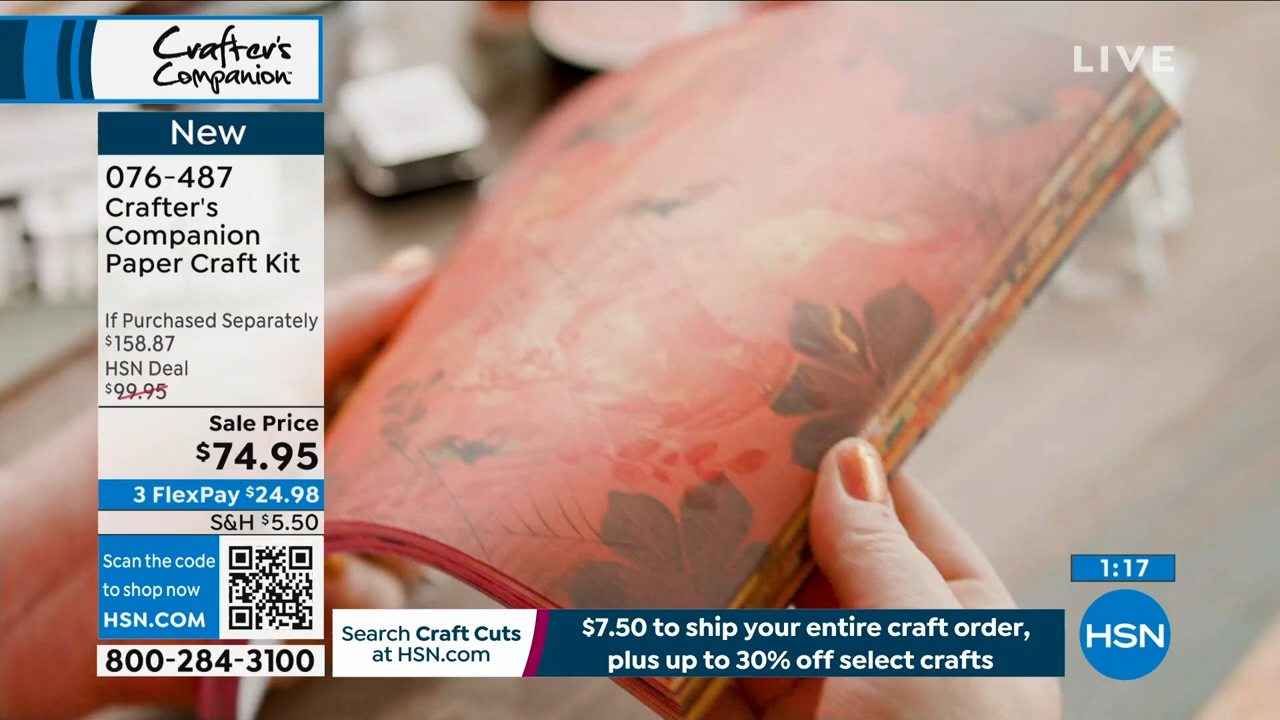 Crafter's
Companion™
LIVE
New
076-487
Crafter's
Companion
Paper Craft Kit
If Purchased Separately
$158.87
HSN Deal
$99.95
Sale Price
$74.95
3 FlexPay $24.98
S&H $5.50
Scan the code
to shop now
HSN.COM
800-284-3100
Search Craft Cuts
at HSN.com
$7.50 to ship your entire craft order,
plus up to 30% off select crafts
1:17
HSN